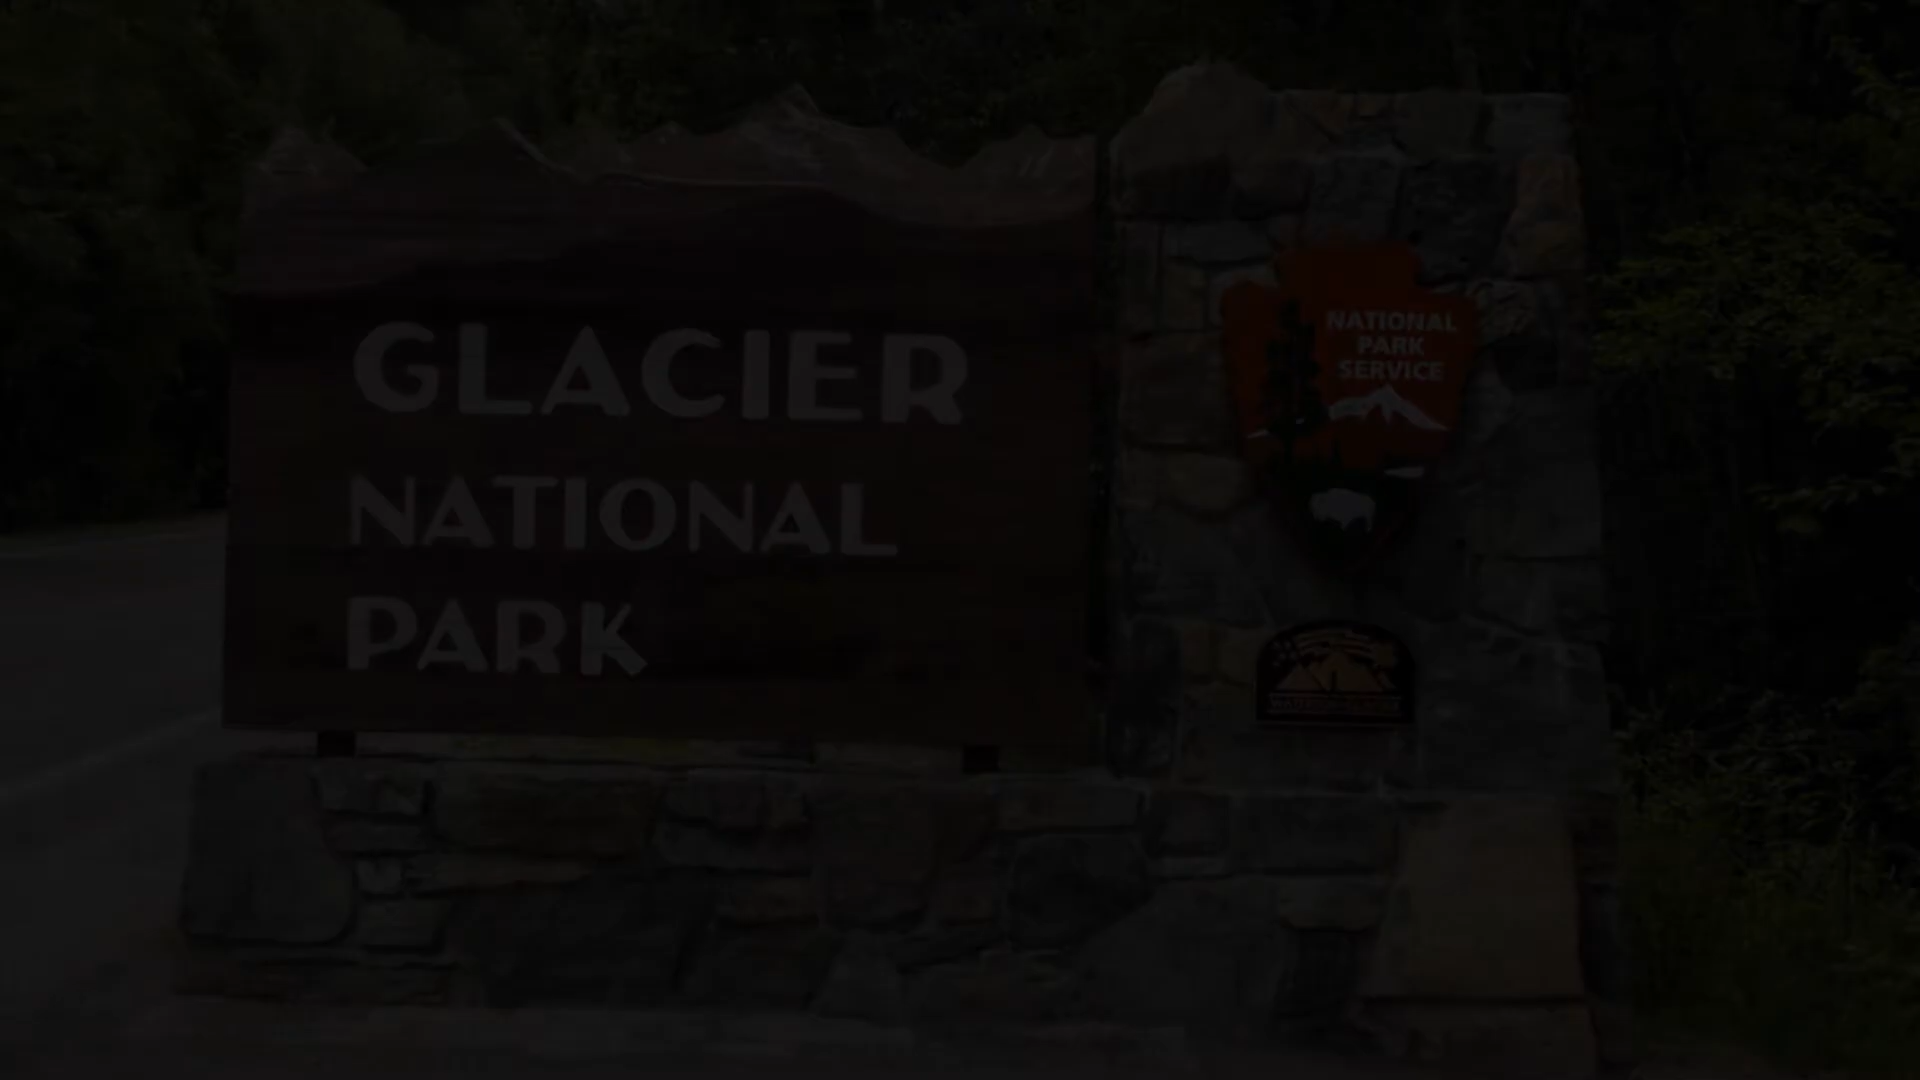 GLACIER
NATIONAL
PARK
NATIONAL
PARK
SERVICE